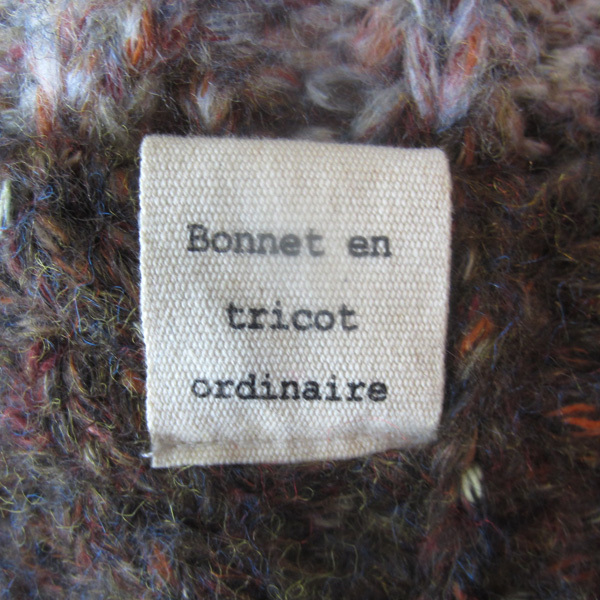 Bonnet en
tricot
ordinaire